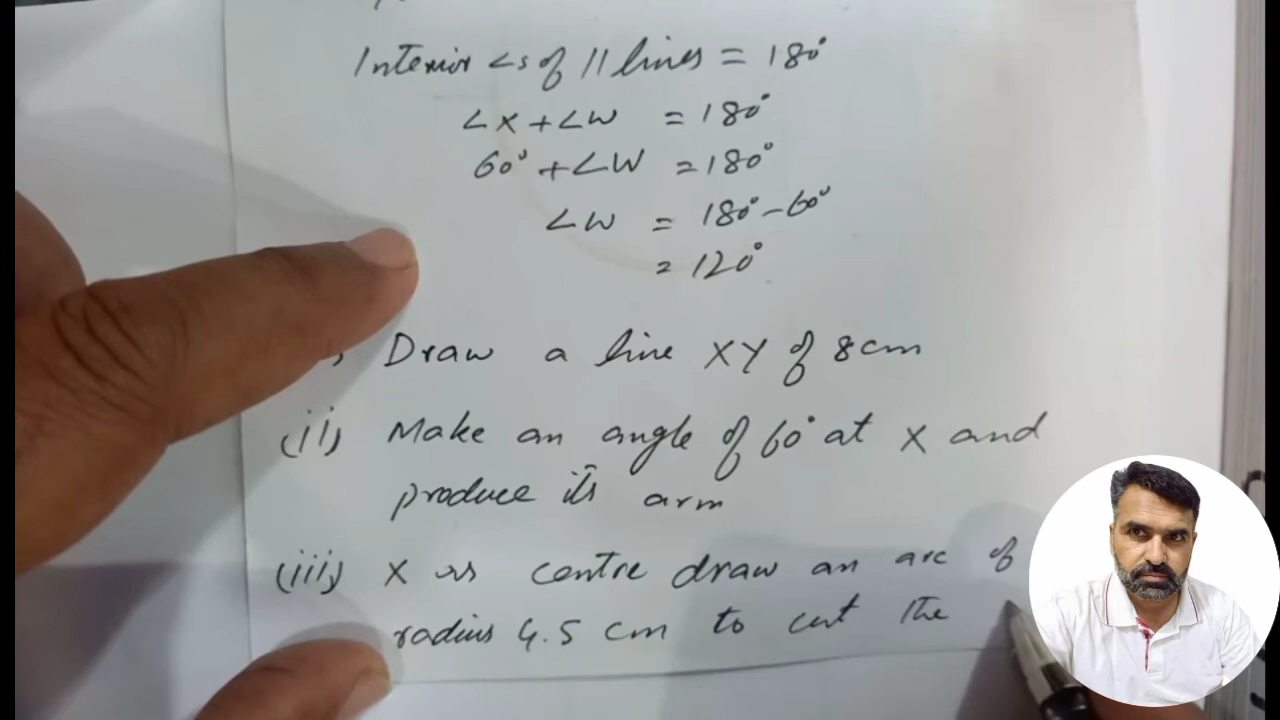 Interior ∠s of || lines = 180°
∠X + ∠W = 180°
60° + ∠W = 180°
∠W = 180° - 60°
= 120°
Draw a line XY of 8cm
(ii) Make an angle of 60° at X and
produce its arm
(iii) X as centre draw an arc of
radius 4.5 cm to cut the